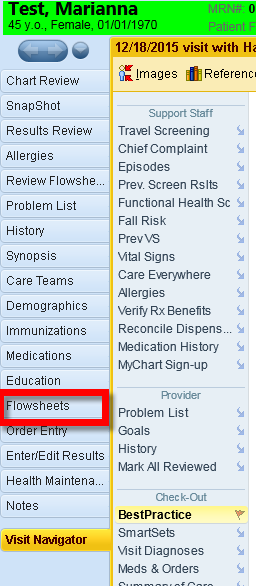 Test, Marianna
MRN#: 0
45 y.o., Female, 01/01/1970
Patient F
12/18/2015 visit with Ha
Images
Reference
Chart Review
SnapShot
Results Review
Allergies
Review Flowshe...
Problem List
History
Synopsis
Care Teams
Demographics
Immunizations
Medications
Education
Flowsheets
Order Entry
Enter/Edit Results
Health Maintena...
Notes
Visit Navigator
Support Staff
Travel Screening
Chief Complaint
Episodes
Prev. Screen Rslts
Functional Health Sc
Fall Risk
Prev VS
Vital Signs
Care Everywhere
Allergies
Verify Rx Benefits
Reconcile Dispens...
Medication History
MyChart Sign-up
Provider
Problem List
Goals
History
Mark All Reviewed
Check-Out
BestPractice
SmartSets
Visit Diagnoses
Meds & Orders
Summary of Care